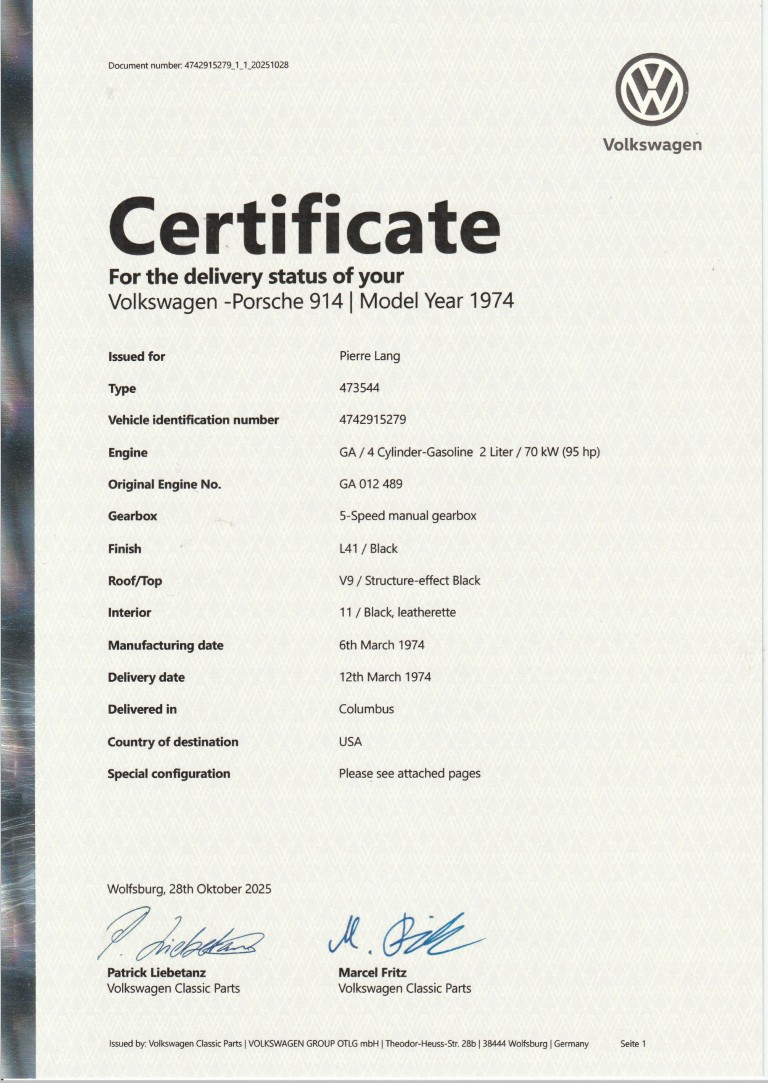 Document number: 4742915279_1_1_20251028
Volkswagen
Certificate
For the delivery status of your
Volkswagen -Porsche 914 | Model Year 1974
Issued for Pierre Lang
Type 473544
Vehicle identification number 4742915279
Engine GA / 4 Cylinder-Gasoline 2 Liter / 70 kW (95 hp)
Original Engine No. GA 012 489
Gearbox 5-Speed manual gearbox
Finish L41 / Black
Roof/Top V9 / Structure-effect Black
Interior 11 / Black, leatherette
Manufacturing date 6th March 1974
Delivery date 12th March 1974
Delivered in Columbus
Country of destination USA
Special configuration Please see attached pages
Wolfsburg, 28th Oktober 2025
P. Liebetanz M. Fritz
Patrick Liebetanz Marcel Fritz
Volkswagen Classic Parts Volkswagen Classic Parts
Issued by: Volkswagen Classic Parts | VOLKSWAGEN GROUP OTLG mbH | Theodor-Heuss-Str. 28b | 38444 Wolfsburg | Germany Seite 1